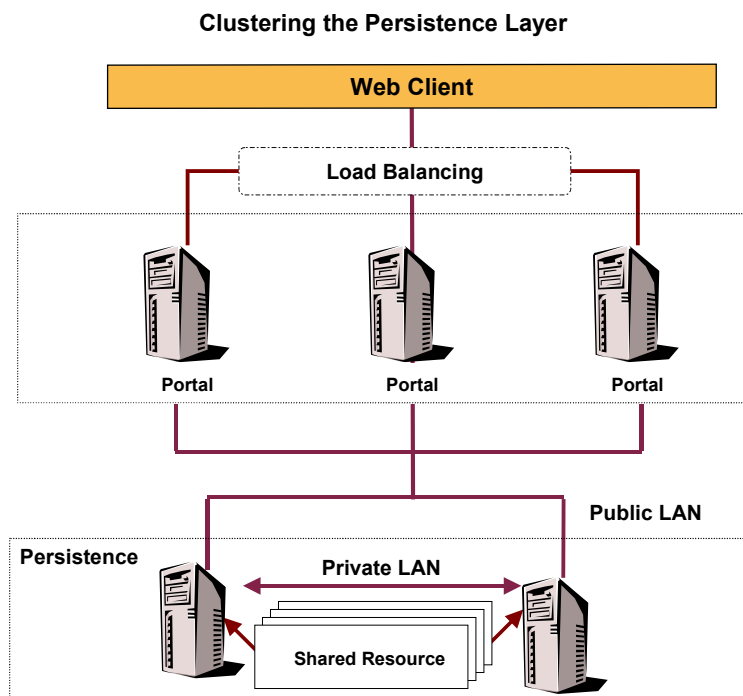 Clustering the Persistence Layer
Web Client
Load Balancing
Portal
Portal
Portal
Public LAN
Persistence
Private LAN
Shared Resource